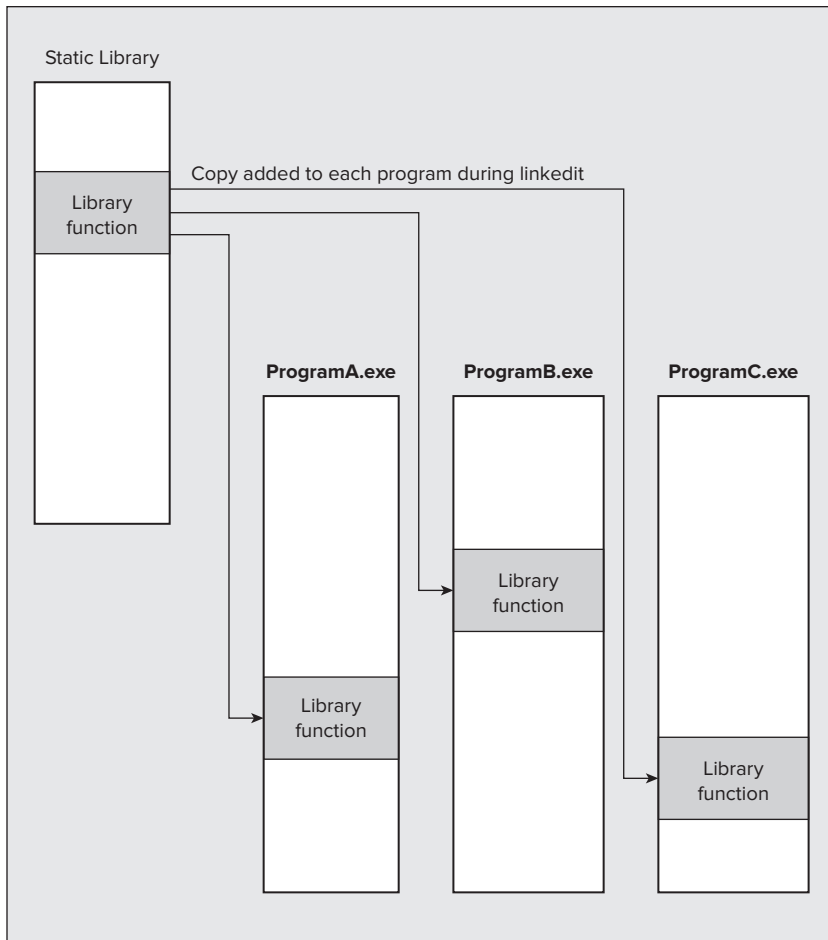 Static Library
Copy added to each program during linkedit
Library
function
ProgramA.exe
ProgramB.exe
ProgramC.exe
Library
function
Library
function
Library
function